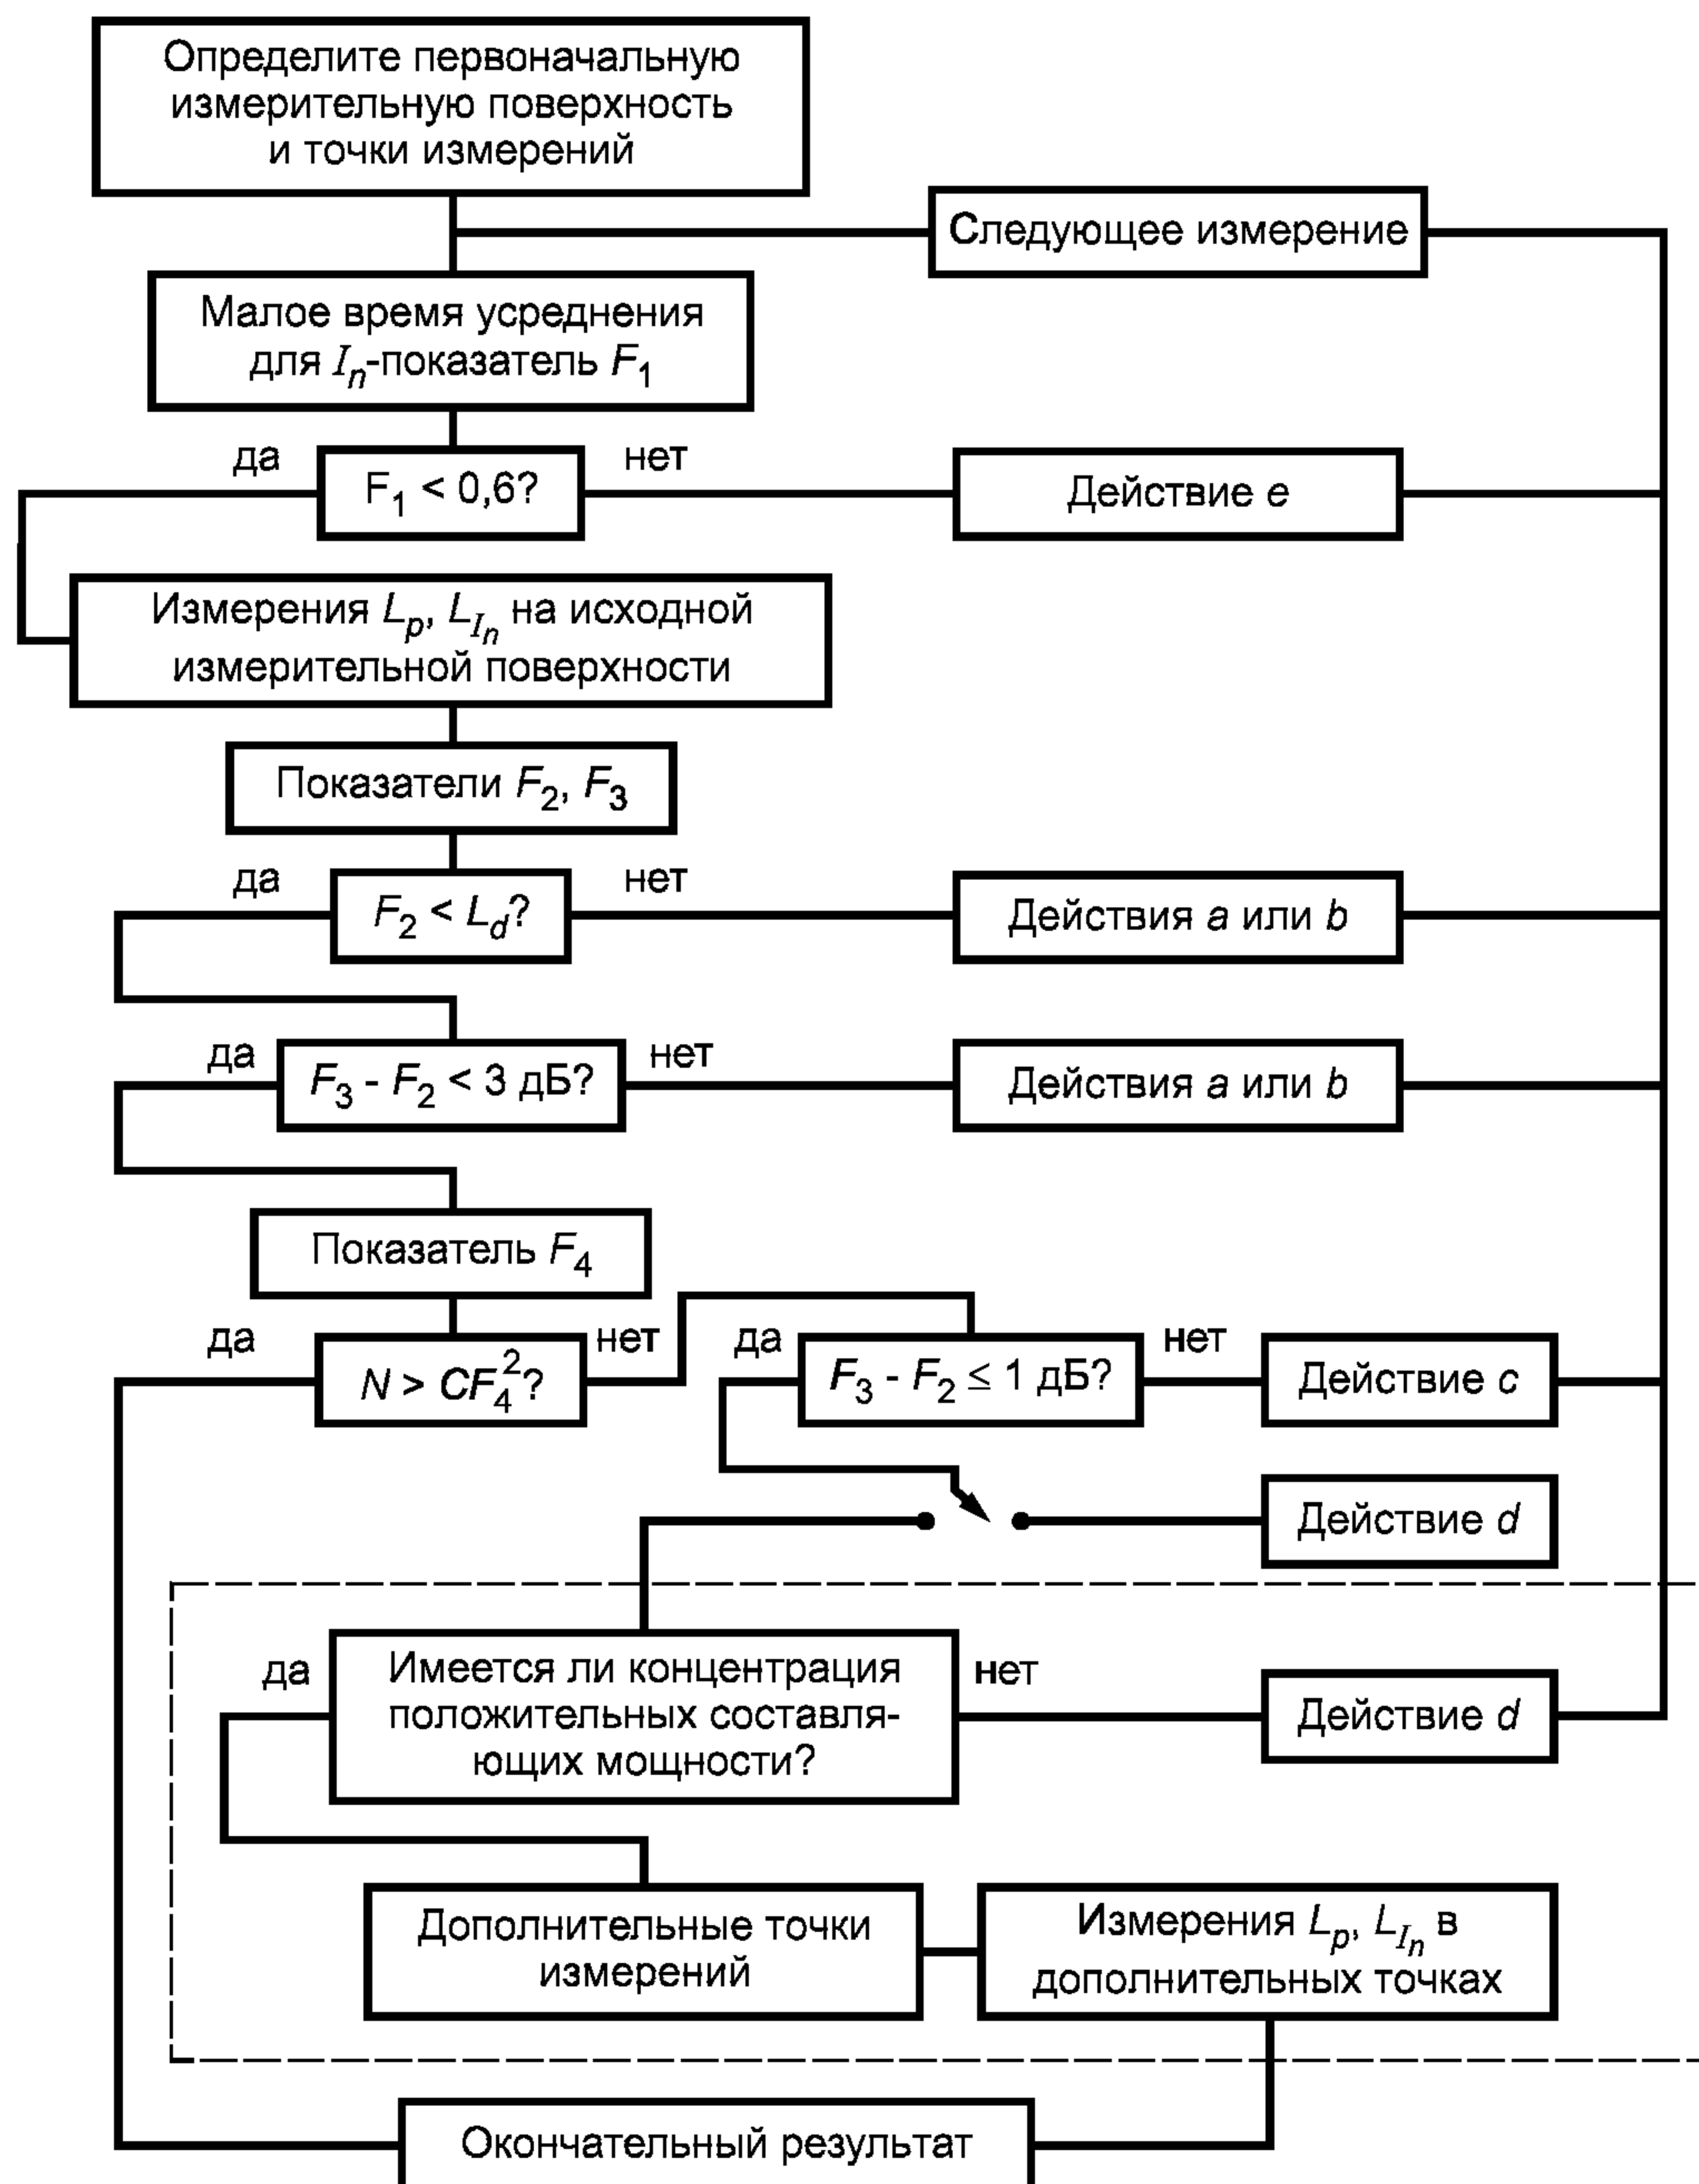 Определите первоначальную
измерительную поверхность
и точки измерений
Следующее измерение
Малое время усреднения
для Iₙ-показатель F₁
да
F₁ < 0,6?
нет
Действие e
Измерения Lₚ, L_Iₙ на исходной
измерительной поверхности
Показатели F₂, F₃
да
F₂ < L_d?
нет
Действия a или b
да
F₃ - F₂ < 3 дБ?
нет
Действия a или b
Показатель F₄
да
N > CF₄²?
нет
да
F₃ - F₂ ≤ 1 дБ?
нет
Действие c
Действие d
да
Имеется ли концентрация
положительных составля-
ющих мощности?
нет
Действие d
Дополнительные точки
измерений
Измерения Lₚ, L_Iₙ в
дополнительных точках
Окончательный результат